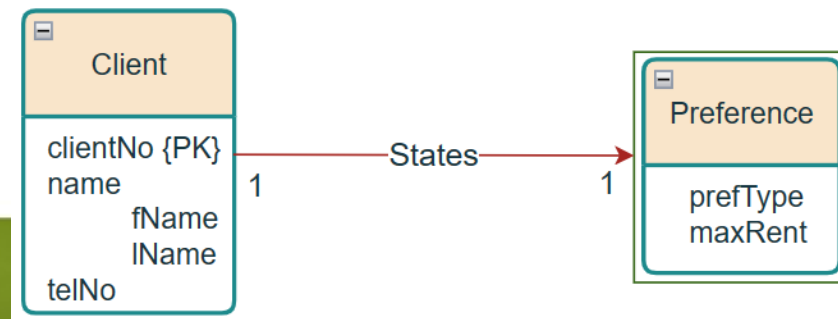 Client
clientNo {PK}
name
fName
lName
telNo
1
States
1
Preference
prefType
maxRent